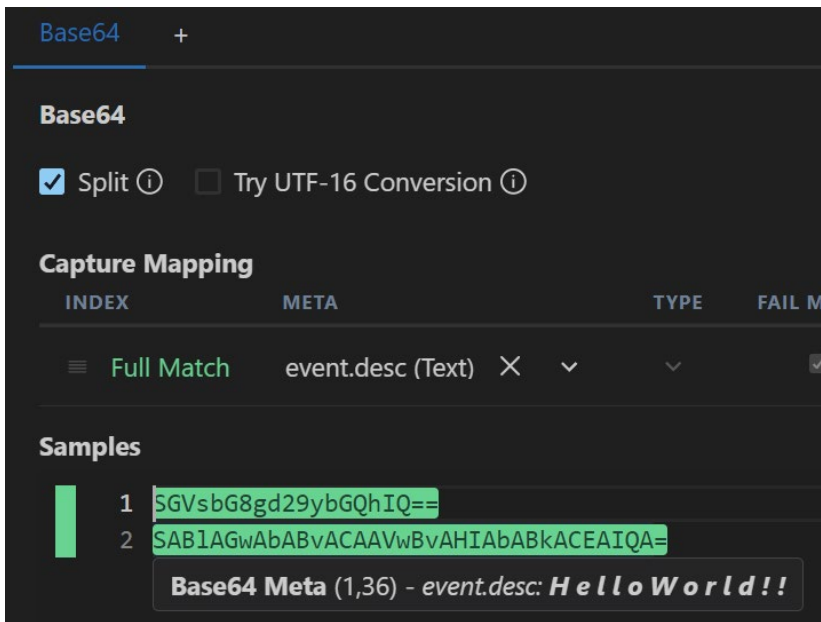 Base64 +
Base64
Split Try UTF-16 Conversion
Capture Mapping
INDEX META TYPE FAIL M
Full Match event.desc (Text)
Samples
1 SGVsbG8gd29ybGQhIQ==
2 SABlAGwAbABvACAAVwBvAHIAbABkACEAIQA=
Base64 Meta (1,36) - event.desc: H e l l o W o r l d ! !